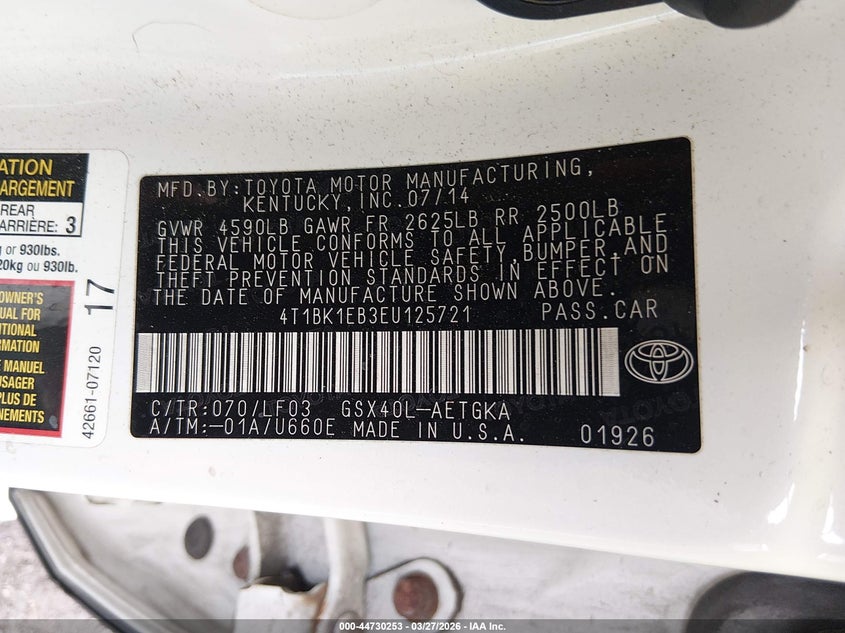 ATION
ARGEMENT
REAR
ARRIÈRE: 3
g or 930lbs.
20kg ou 930lb.
OWNER'S
UAL FOR
ITIONAL
RMATION
E MANUEL
USAGER
PLUS
EMENTS
42661-07120 17
MFD. BY: TOYOTA MOTOR MANUFACTURING,
KENTUCKY, INC. 07/14
GVWR 4590LB GAWR FR 2625LB RR 2500LB
THIS VEHICLE CONFORMS TO ALL APPLICABLE
FEDERAL MOTOR VEHICLE SAFETY, BUMPER, AND
THEFT PREVENTION STANDARDS IN EFFECT ON
THE DATE OF MANUFACTURE SHOWN ABOVE.
4T1BK1EB3EU125721 PASS. CAR
C/TR: 070/LF03 GSX40L-AETGKA
A/TM: -01A/U660E MADE IN U.S.A. 01926
000-44730253 — 03/27/2026 — IAA Inc.